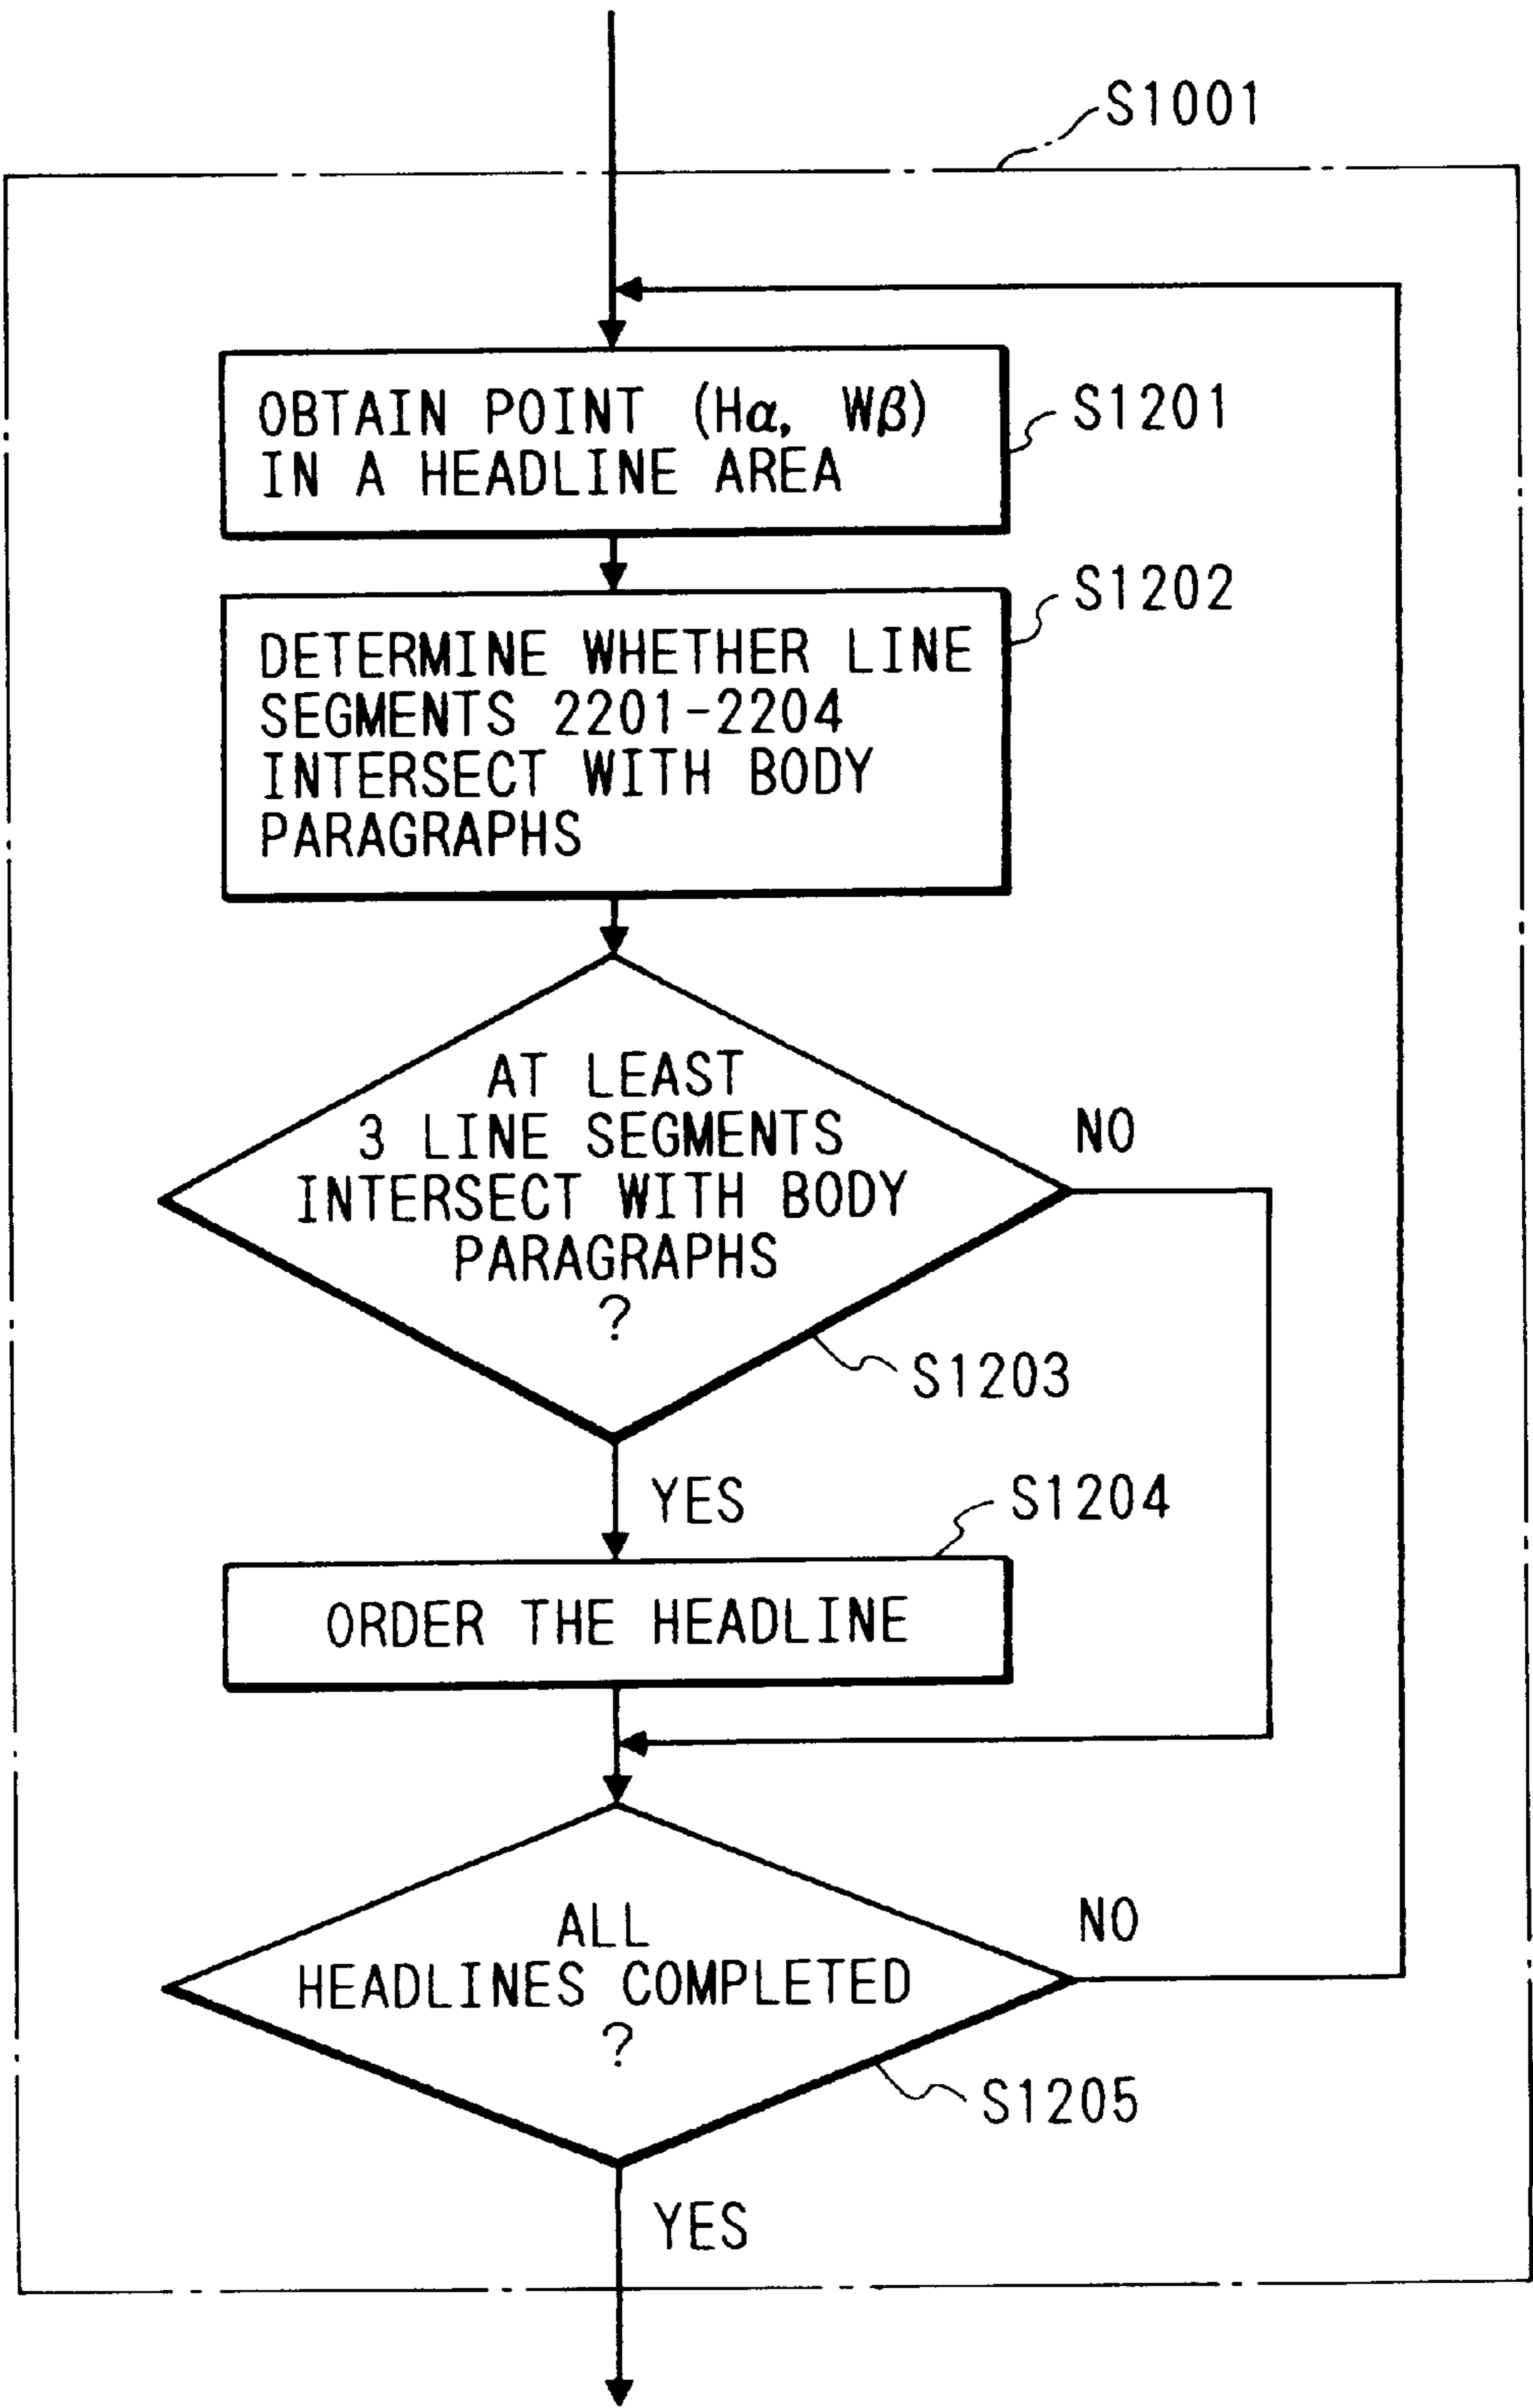 S1001
OBTAIN POINT (Hα, Wβ)
IN A HEADLINE AREA
S1201
S1202
DETERMINE WHETHER LINE
SEGMENTS 2201-2204
INTERSECT WITH BODY
PARAGRAPHS
AT LEAST
3 LINE SEGMENTS
INTERSECT WITH BODY
PARAGRAPHS
?
NO
S1203
YES
S1204
ORDER THE HEADLINE
ALL
HEADLINES COMPLETED
?
NO
S1205
YES